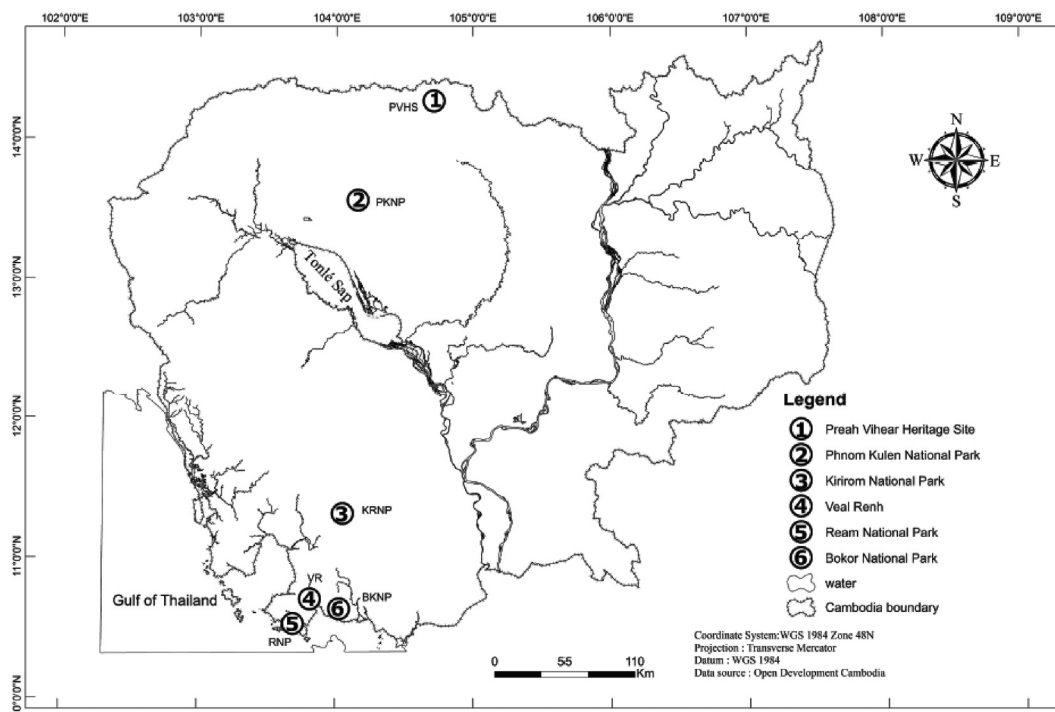 102°0'0"E 103°0'0"E 104°0'0"E 105°0'0"E 106°0'0"E 107°0'0"E 108°0'0"E 109°0'0"E
14°0'0"N
13°0'0"N
12°0'0"N
11°0'0"N
0°0'0"N
PVHS
1
2
PKNP
Tonlé Sap
3
KRNP
VR
4
6
BKNP
5
RNP
Gulf of Thailand
N
W
E
S
Legend
1 Preah Vihear Heritage Site
2 Phnom Kulen National Park
3 Kirirom National Park
4 Veal Renh
5 Ream National Park
6 Bokor National Park
water
Cambodia boundary
Coordinate System:WGS 1984 Zone 48N
Projection : Transverse Mercator
Datum : WGS 1984
Data source : Open Development Cambodia
0 55 110
Km